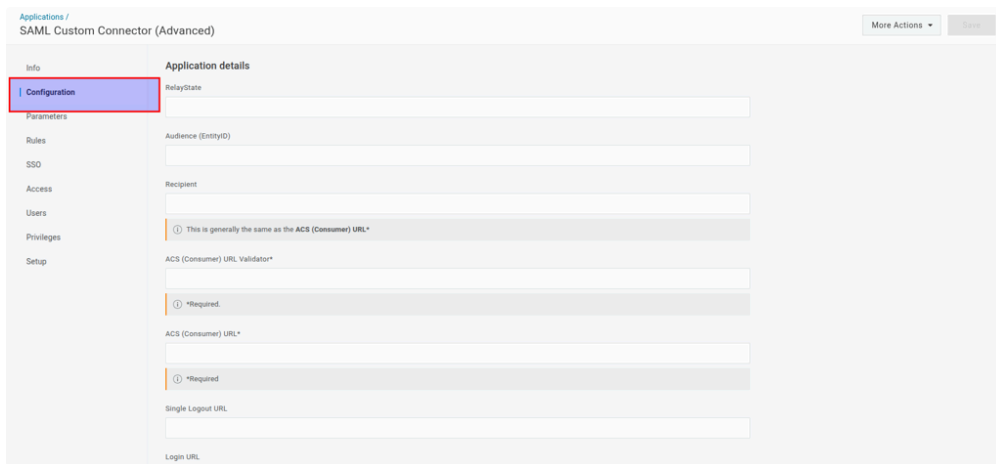 Applications /
SAML Custom Connector (Advanced)
More Actions
Save
Info
Configuration
Parameters
Rules
SSO
Access
Users
Privileges
Setup
Application details
RelayState
Audience (EntityID)
Recipient
This is generally the same as the ACS (Consumer) URL*
ACS (Consumer) URL Validator*
*Required.
ACS (Consumer) URL*
*Required
Single Logout URL
Login URL